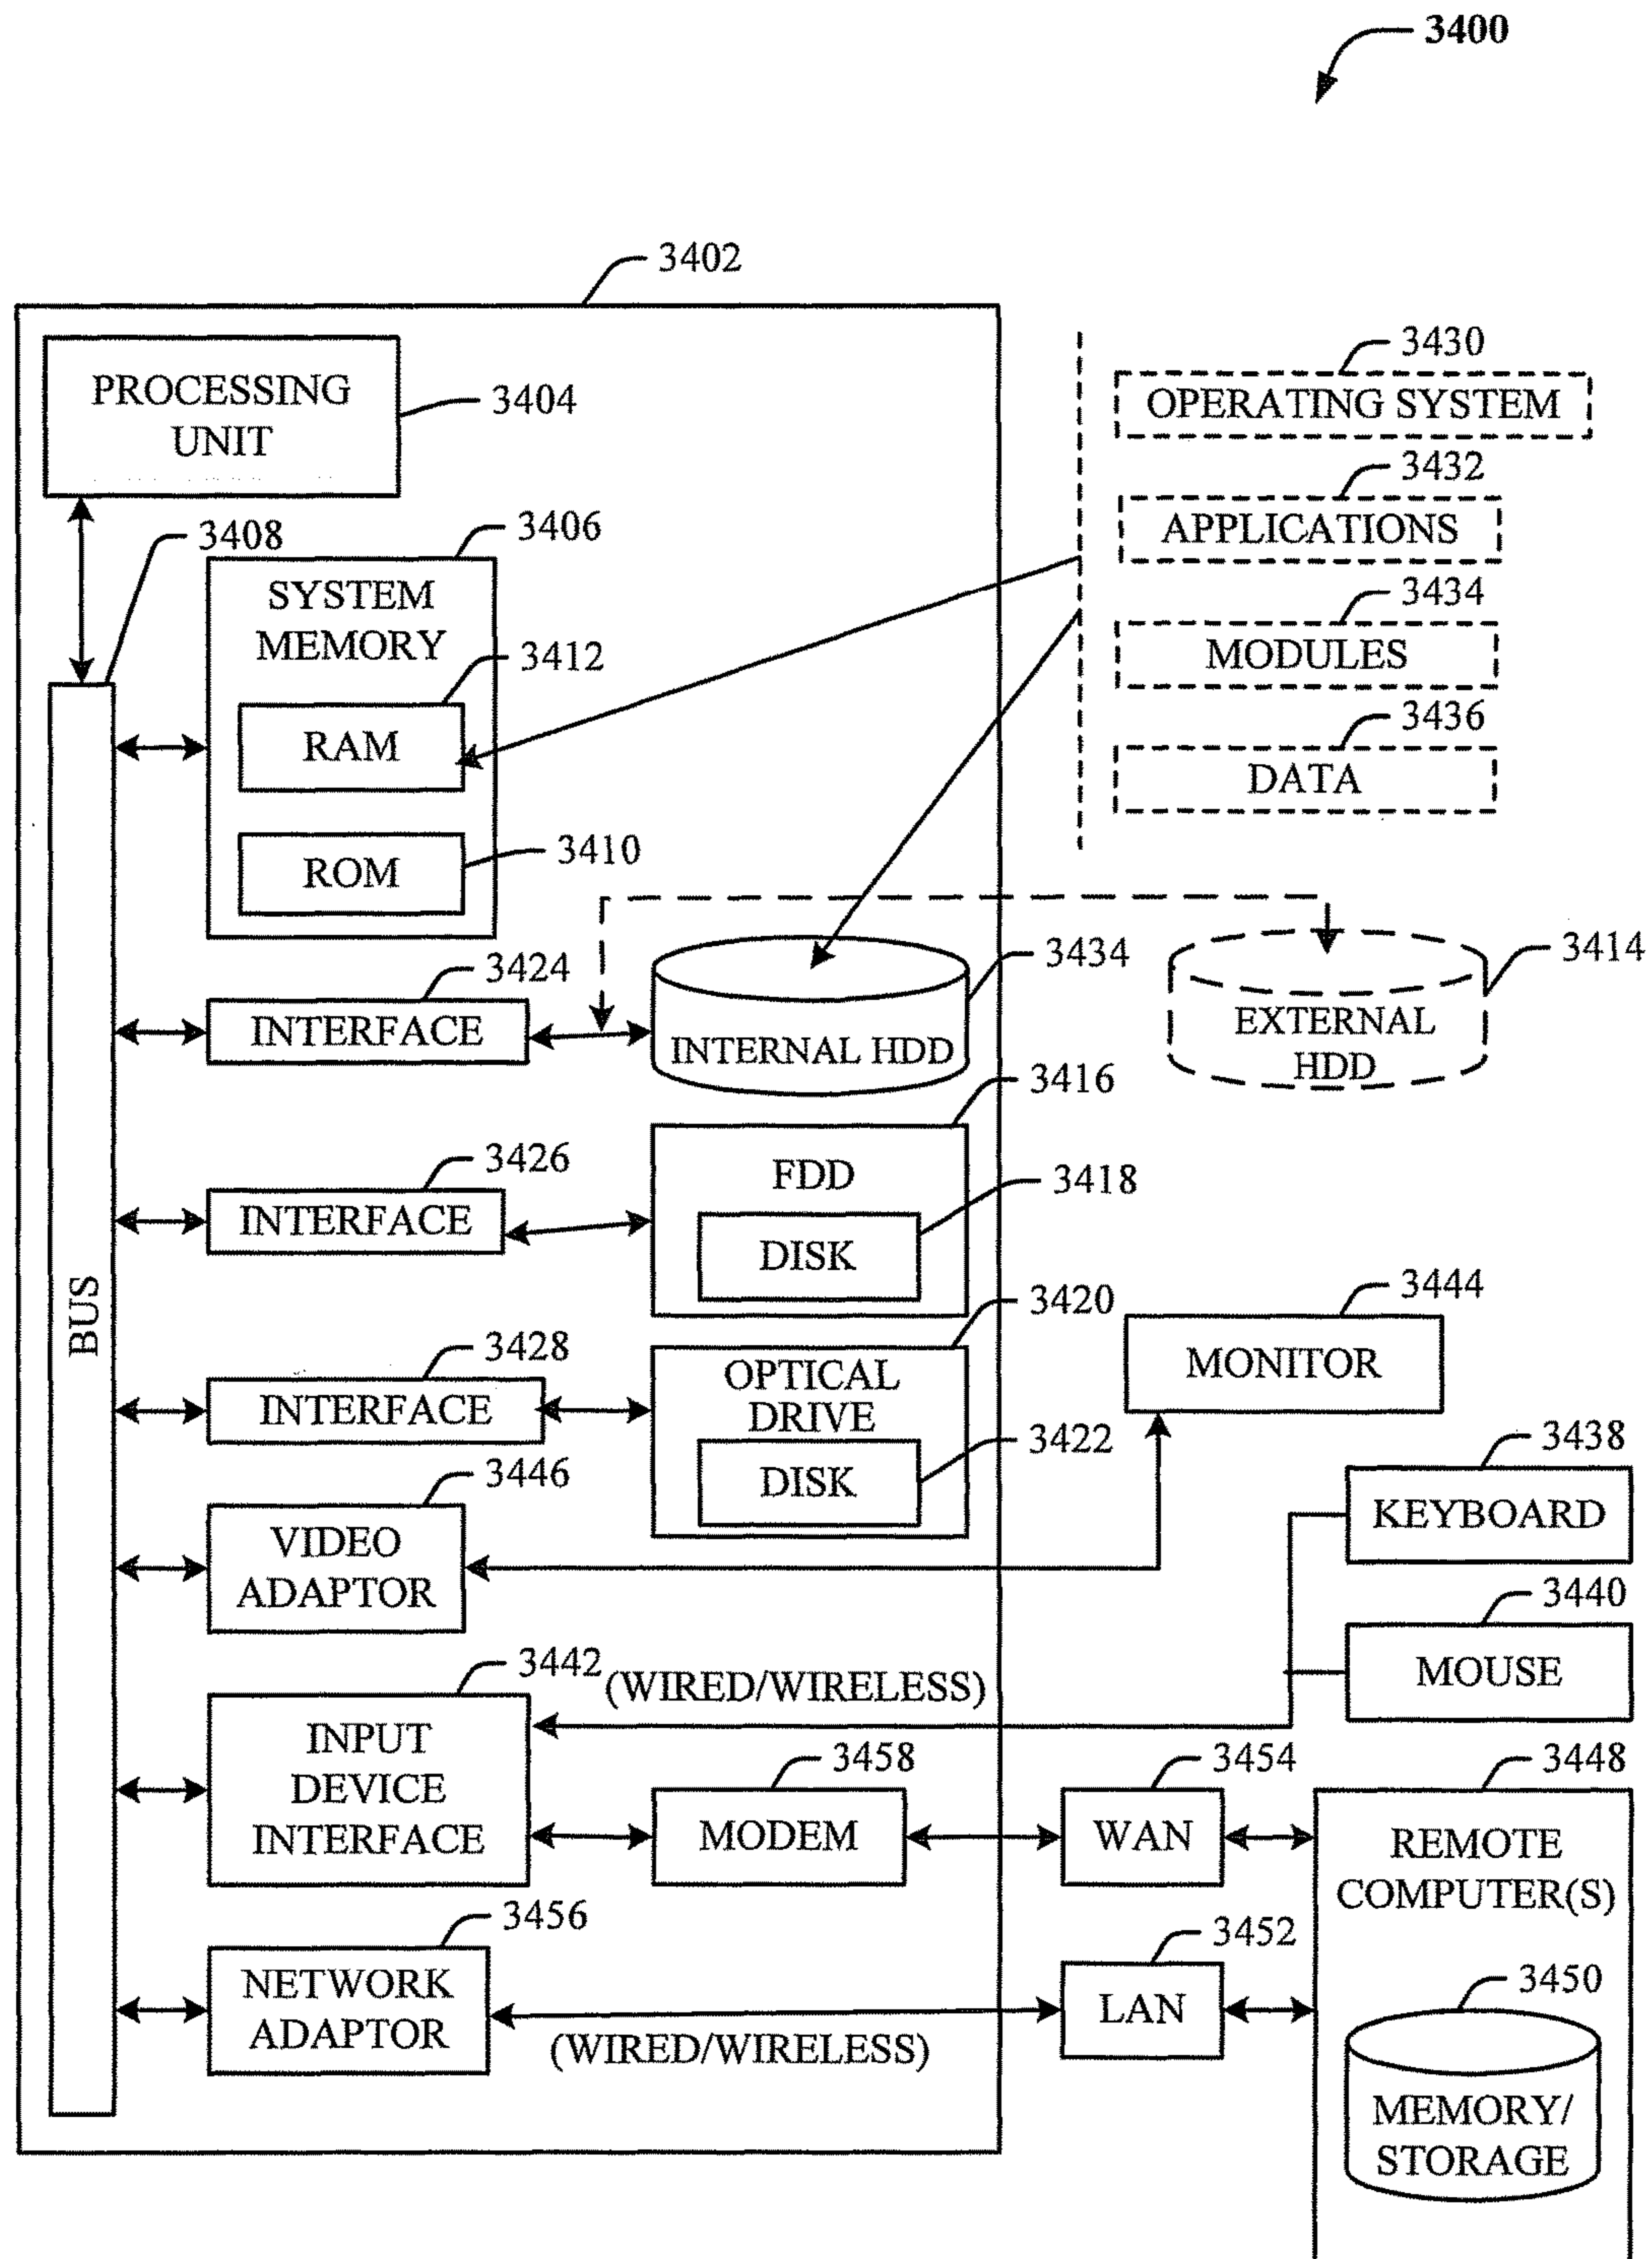 3400
3402
PROCESSING
UNIT
3404
3430
OPERATING SYSTEM
3432
APPLICATIONS
3434
MODULES
3436
DATA
3408
3406
SYSTEM
MEMORY
3412
RAM
3410
ROM
3424
INTERFACE
3434
INTERNAL HDD
3414
EXTERNAL
HDD
3416
FDD
3418
DISK
3426
INTERFACE
BUS
3420
OPTICAL
DRIVE
3422
DISK
3428
INTERFACE
3444
MONITOR
3446
VIDEO
ADAPTOR
3438
KEYBOARD
3440
MOUSE
3442
(WIRED/WIRELESS)
INPUT
DEVICE
INTERFACE
3458
MODEM
3454
WAN
3448
REMOTE
COMPUTER(S)
3456
NETWORK
ADAPTOR
(WIRED/WIRELESS)
3452
LAN
3450
MEMORY/
STORAGE